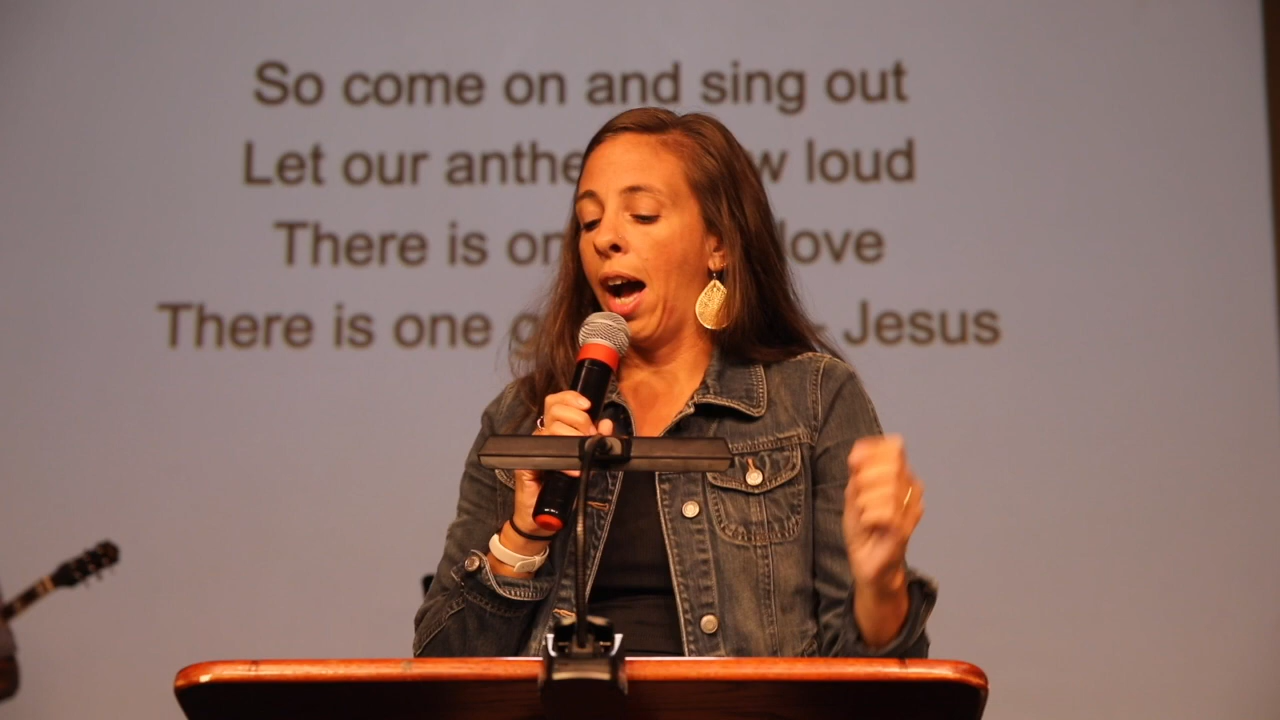 So come on and sing out
Let our anthe w loud
There is on love
There is one g - Jesus